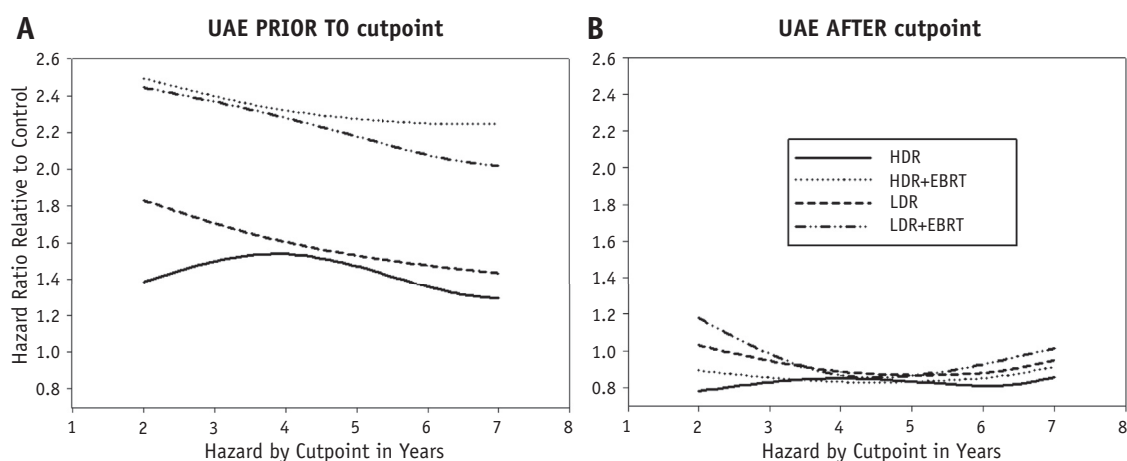 A
UAE PRIOR TO cutpoint
Hazard Ratio Relative to Control
2.6
2.4
2.2
2.0
1.8
1.6
1.4
1.2
1.0
0.8
1 2 3 4 5 6 7 8
Hazard by Cutpoint in Years
B
UAE AFTER cutpoint
2.6
2.4
2.2
2.0
1.8
1.6
1.4
1.2
1.0
0.8
HDR
HDR+EBRT
LDR
LDR+EBRT
1 2 3 4 5 6 7 8
Hazard by Cutpoint in Years